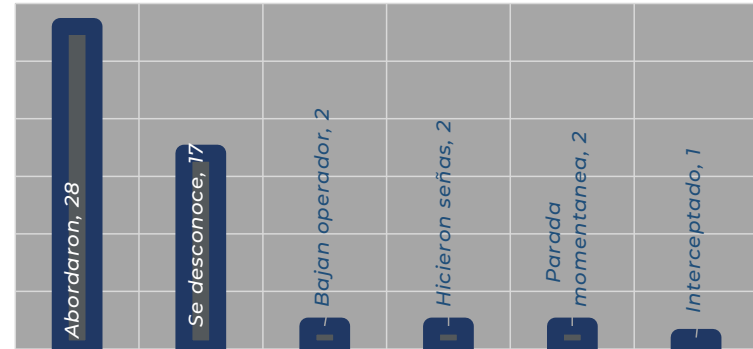 Abordaron, 28
Se desconoce, 17
Bajan operador, 2
Hicieron señas, 2
Parada
momentanea, 2
Interceptado, 1